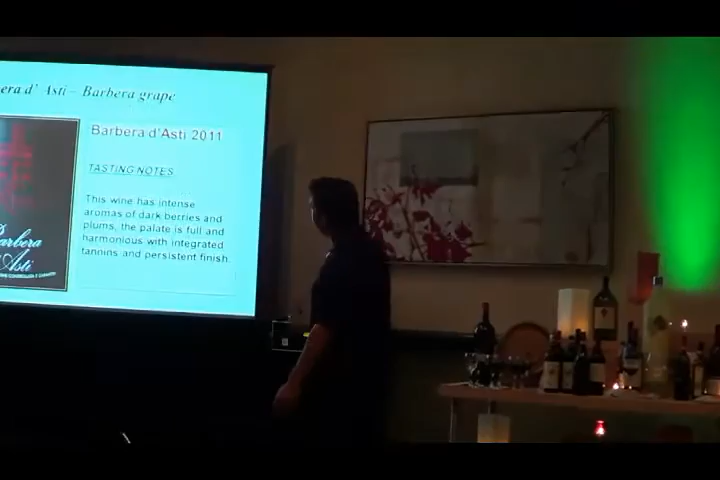 era d' Asti – Barbera grape
Barbera d'Asti 2011
TASTING NOTES
This wine has intense
aromas of dark berries and
plums, the palate is full and
harmonious with integrated
tannins and persistent finish.
Barbera
d'Asti